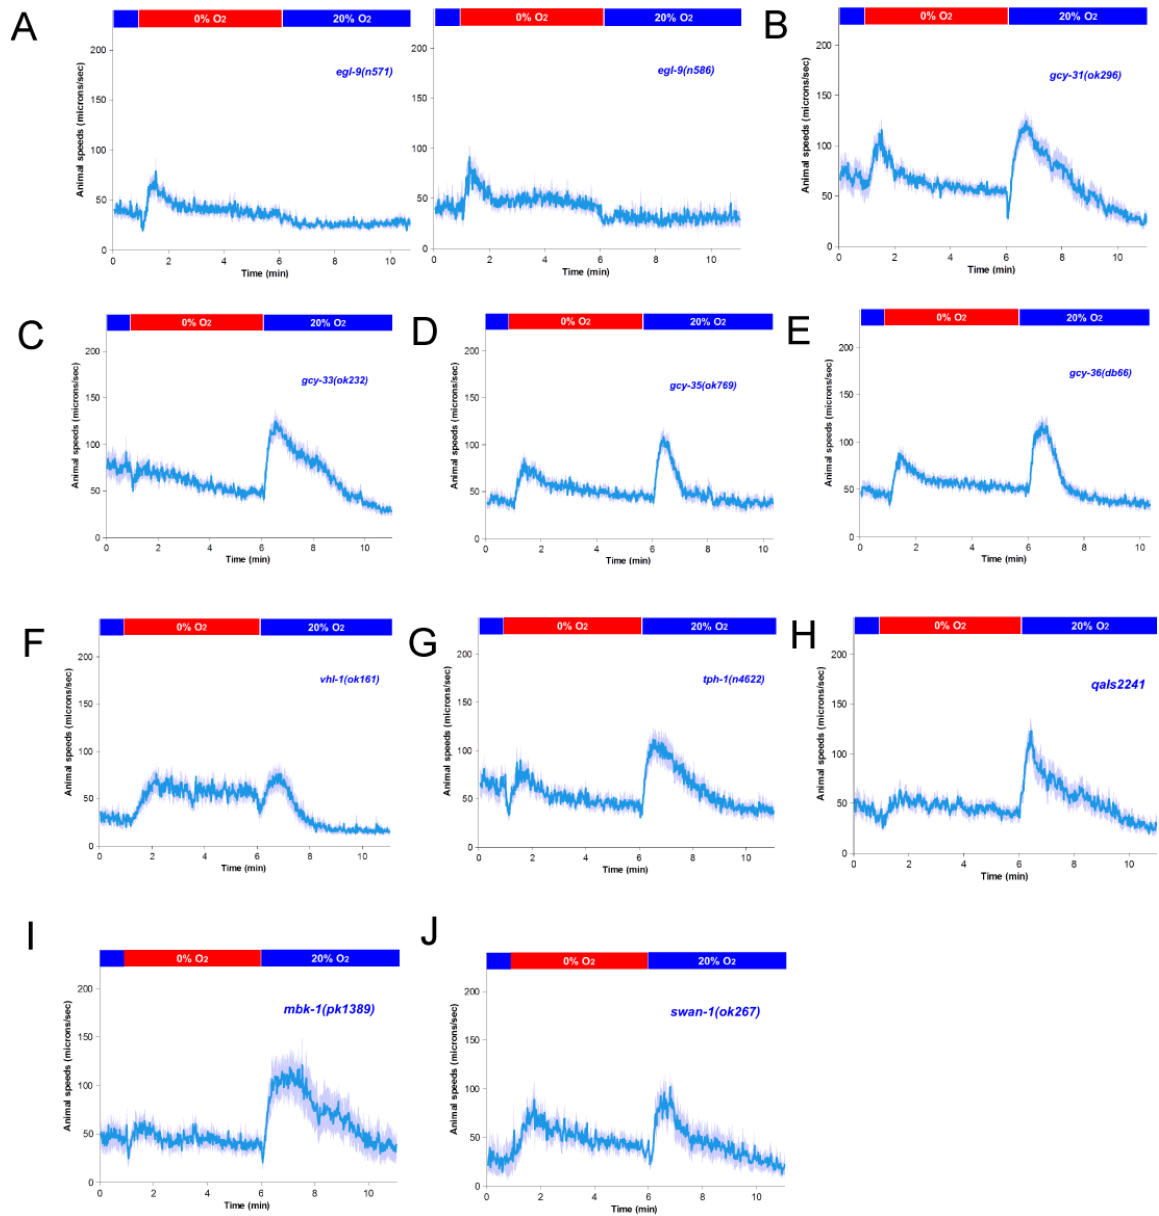 A
0% O2
20% O2
0% O2
20% O2
B
0% O2
20% O2
Animal speeds (microns/sec)
200
150
100
50
0
egl-9(n571)
0 2 4 6 8 10
Time (min)
200
150
100
50
0
egl-9(n586)
0 2 4 6 8 10
Time (min)
Animal speeds (microns/sec)
200
150
100
50
0
gcy-31(ok296)
0 2 4 6 8 10
Time (min)
C
0% O2
20% O2
Animal speeds (microns/sec)
200
150
100
50
0
gcy-33(ok232)
0 2 4 6 8 10
Time (min)
D
0% O2
20% O2
Animal speeds (microns/sec)
200
150
100
50
0
gcy-35(ok769)
0 2 4 6 8 10
Time (min)
E
0% O2
20% O2
Animal speeds (microns/sec)
200
150
100
50
0
gcy-36(db66)
0 2 4 6 8 10
Time (min)
F
0% O2
20% O2
Animal speeds (microns/sec)
200
150
100
50
0
vhl-1(ok161)
0 2 4 6 8 10
Time (min)
G
0% O2
20% O2
Animal speeds (microns/sec)
200
150
100
50
0
tph-1(n4622)
0 2 4 6 8 10
Time (min)
H
0% O2
20% O2
Animal speeds (microns/sec)
200
150
100
50
0
qaIs2241
0 2 4 6 8 10
Time (min)
I
0% O2
20% O2
Animal speeds (microns/sec)
200
150
100
50
0
mbk-1(pk1389)
0 2 4 6 8 10
Time (min)
J
0% O2
20% O2
Animal speeds (microns/sec)
200
150
100
50
0
swan-1(ok267)
0 2 4 6 8 10
Time (min)